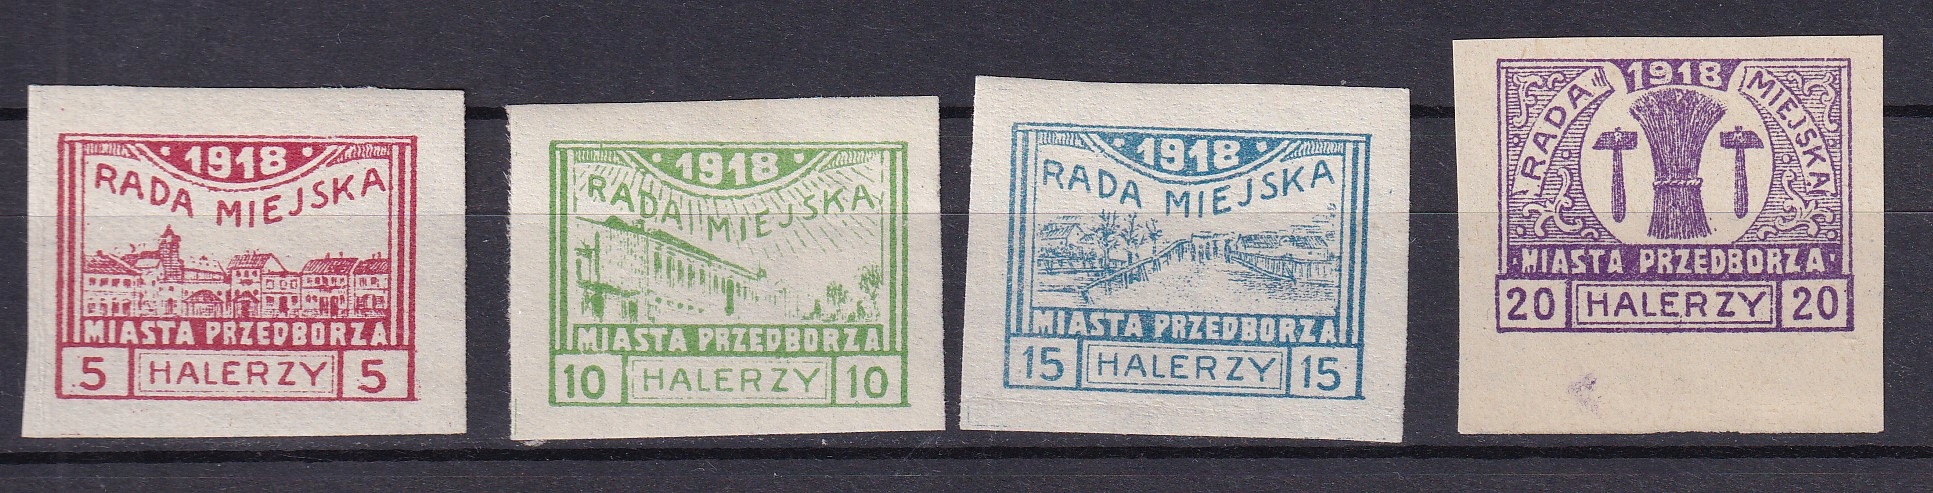 1918
RADA MIEJSKA
MIASTA PRZEDBORZA
5 HALERZY 5
1918
RADA MIEJSKA
MIASTA PRZEDBORZA
10 HALERZY 10
1918
RADA MIEJSKA
MIASTA PRZEDBORZA
15 HALERZY 15
1918
RADA MIEJSKA
MIASTA PRZEDBORZA
20 HALERZY 20